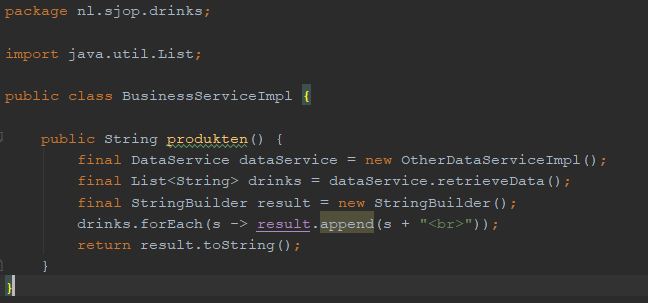 package nl.sjop.drinks;
import java.util.List;
public class BusinessServiceImpl {
public String produkten() {
final DataService dataService = new OtherDataServiceImpl();
final List<String> drinks = dataService.retrieveData();
final StringBuilder result = new StringBuilder();
drinks.forEach(s -> result.append(s + "<br>"));
return result.toString();
}
}